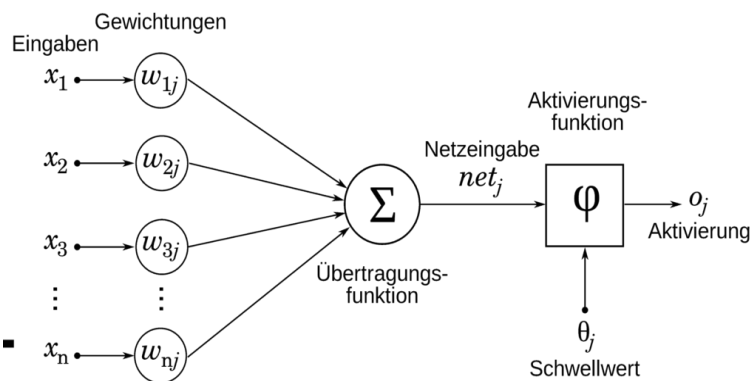 Gewichtungen
Eingaben
x₁
w₁ⱼ
x₂
w₂ⱼ
x₃
w₃ⱼ
⋮
⋮
xₙ
wₙⱼ
Σ
Übertragungs-
funktion
Netzeingabe
netⱼ
Aktivierungs-
funktion
φ
oⱼ
Aktivierung
θⱼ
Schwellwert